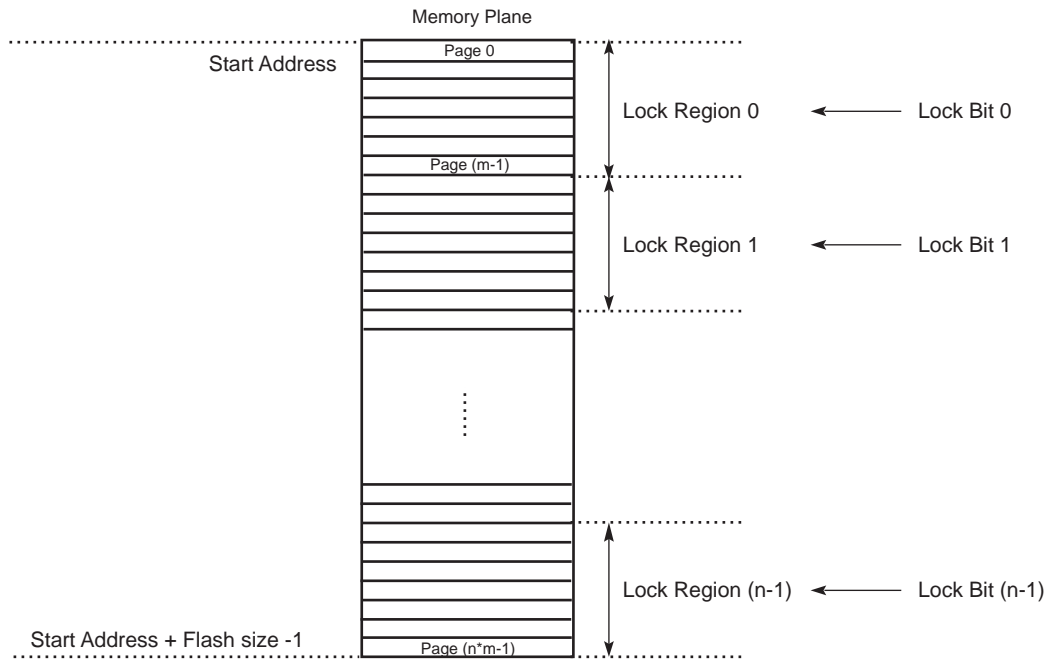 Memory Plane
Page 0
Start Address
Lock Region 0
Lock Bit 0
Page (m-1)
Lock Region 1
Lock Bit 1
Lock Region (n-1)
Lock Bit (n-1)
Start Address + Flash size -1
Page (n*m-1)